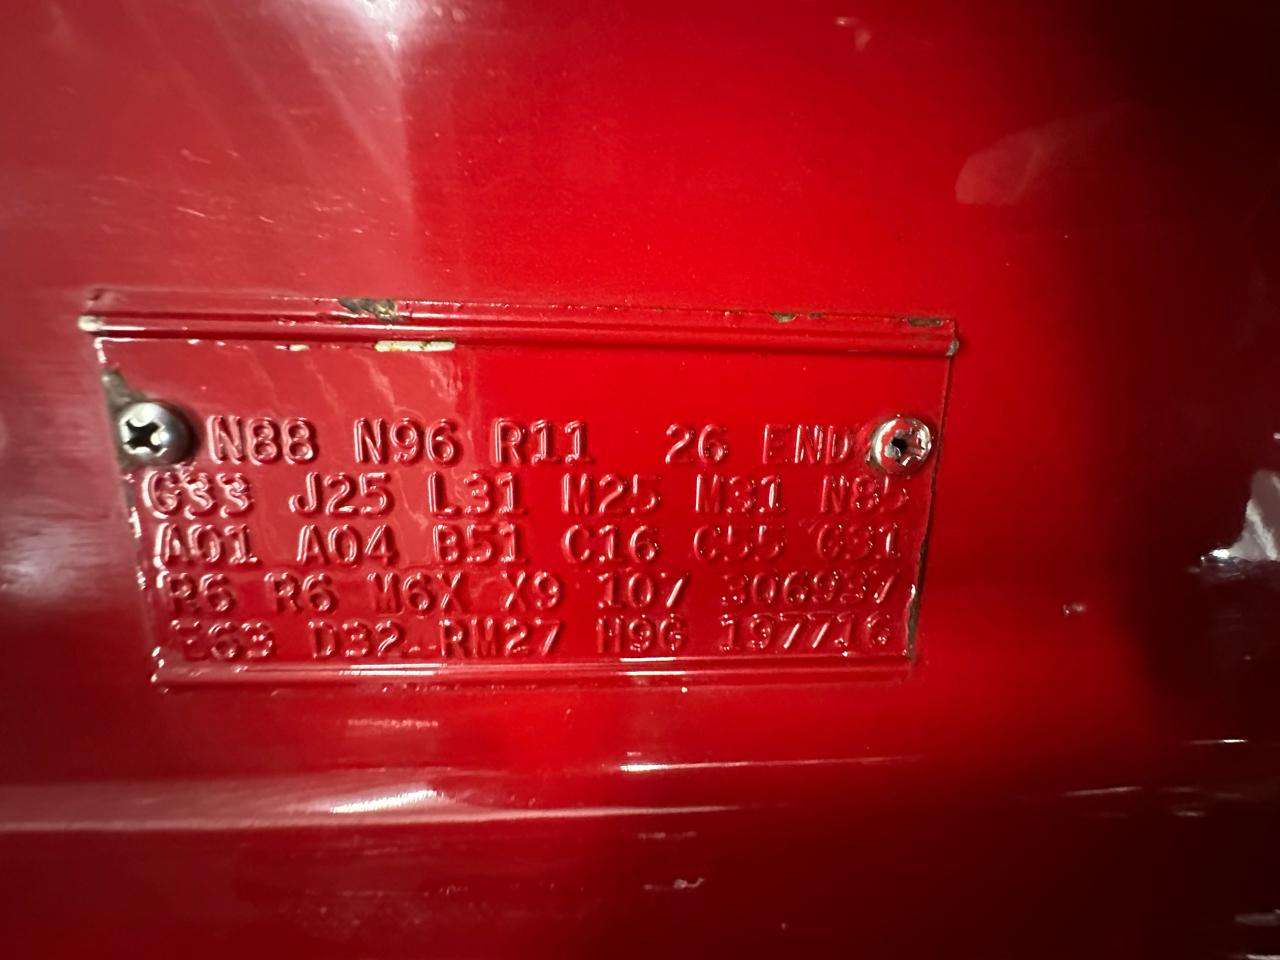 N88 N96 R11 26 END
G33 J25 L31 M25 M31 N85
A01 A04 B51 C16 C55 G31
R6 R6 M6X X9 107 306937
E63 D32 RM27 H9G 197716